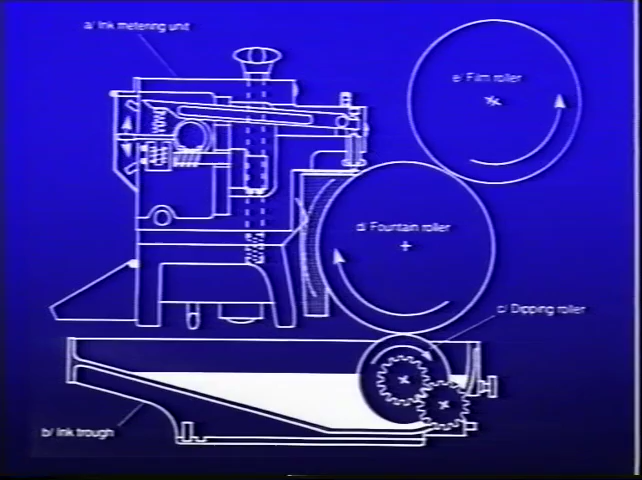 a/ Ink metering unit
e/ Film roller
d/ Fountain roller
c/ Dipping roller
b/ Ink trough